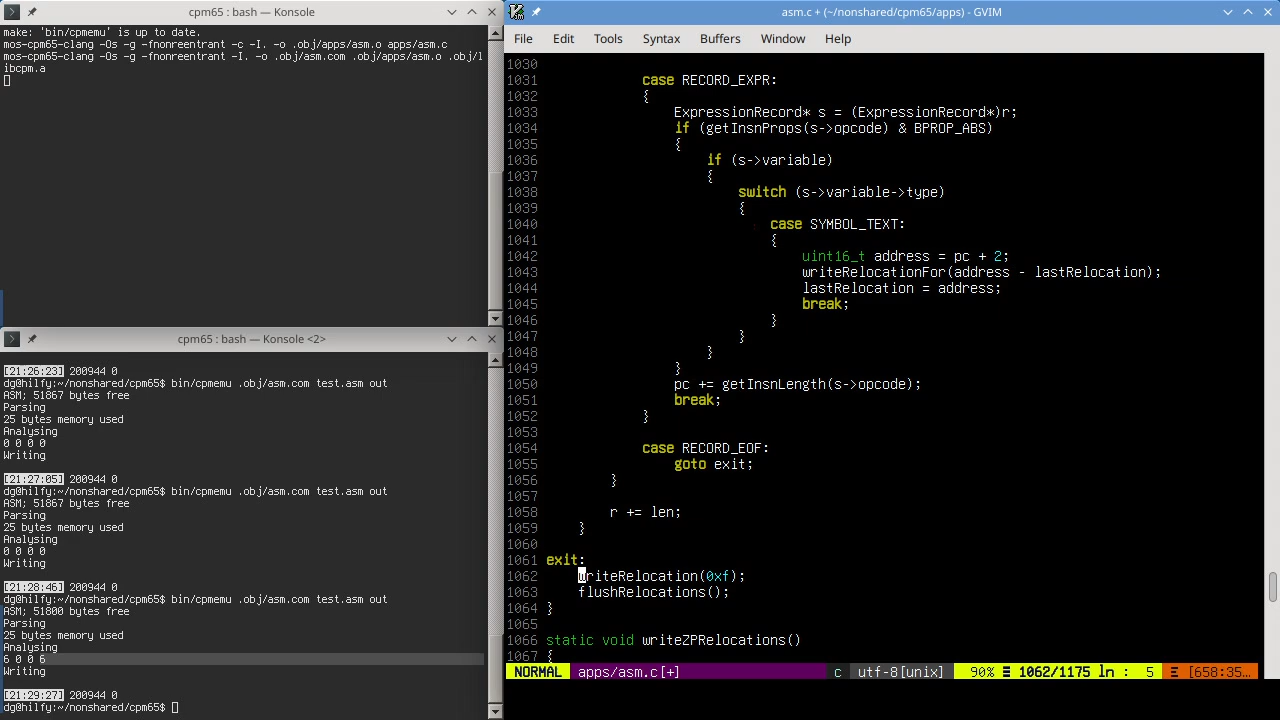 cpm65 : bash — Konsole
make: 'bin/cpmemu' is up to date.
mos-cpm65-clang -Os -g -fnonreentrant -c -I. -o .obj/apps/asm.o apps/asm.c
mos-cpm65-clang -Os -g -fnonreentrant -I. -o .obj/asm.com .obj/apps/asm.o .obj/l
ibcpm.a
cpm65 : bash — Konsole <2>
[21:26:23] 200944 0
dg@hilfy:~/nonshared/cpm65$ bin/cpmemu .obj/asm.com test.asm out
ASM; 51867 bytes free
Parsing
25 bytes memory used
Analysing
0 0 0 0
Writing
[21:27:05] 200944 0
dg@hilfy:~/nonshared/cpm65$ bin/cpmemu .obj/asm.com test.asm out
ASM; 51867 bytes free
Parsing
25 bytes memory used
Analysing
0 0 0 0
Writing
[21:28:46] 200944 0
dg@hilfy:~/nonshared/cpm65$ bin/cpmemu .obj/asm.com test.asm out
ASM; 51800 bytes free
Parsing
25 bytes memory used
Analysing
6 0 0 6
Writing
[21:29:27] 200944 0
dg@hilfy:~/nonshared/cpm65$
asm.c + (~/nonshared/cpm65/apps) - GVIM
File Edit Tools Syntax Buffers Window Help
1030
1031 case RECORD_EXPR:
1032 {
1033 ExpressionRecord* s = (ExpressionRecord*)r;
1034 if (getInsnProps(s->opcode) & BPROP_ABS)
1035 {
1036 if (s->variable)
1037 {
1038 switch (s->variable->type)
1039 {
1040 case SYMBOL_TEXT:
1041 {
1042 uint16_t address = pc + 2;
1043 writeRelocationFor(address - lastRelocation);
1044 lastRelocation = address;
1045 break;
1046 }
1047 }
1048 }
1049 }
1050 pc += getInsnLength(s->opcode);
1051 break;
1052 }
1053
1054 case RECORD_EOF:
1055 goto exit;
1056 }
1057
1058 r += len;
1059 }
1060
1061 exit:
1062 writeRelocation(0xf);
1063 flushRelocations();
1064 }
1065
1066 static void writeZPRelocations()
1067 {
NORMAL apps/asm.c[+] c utf-8[unix] 90% ☰ 1062/1175 ln : 5 Ξ [658:35…